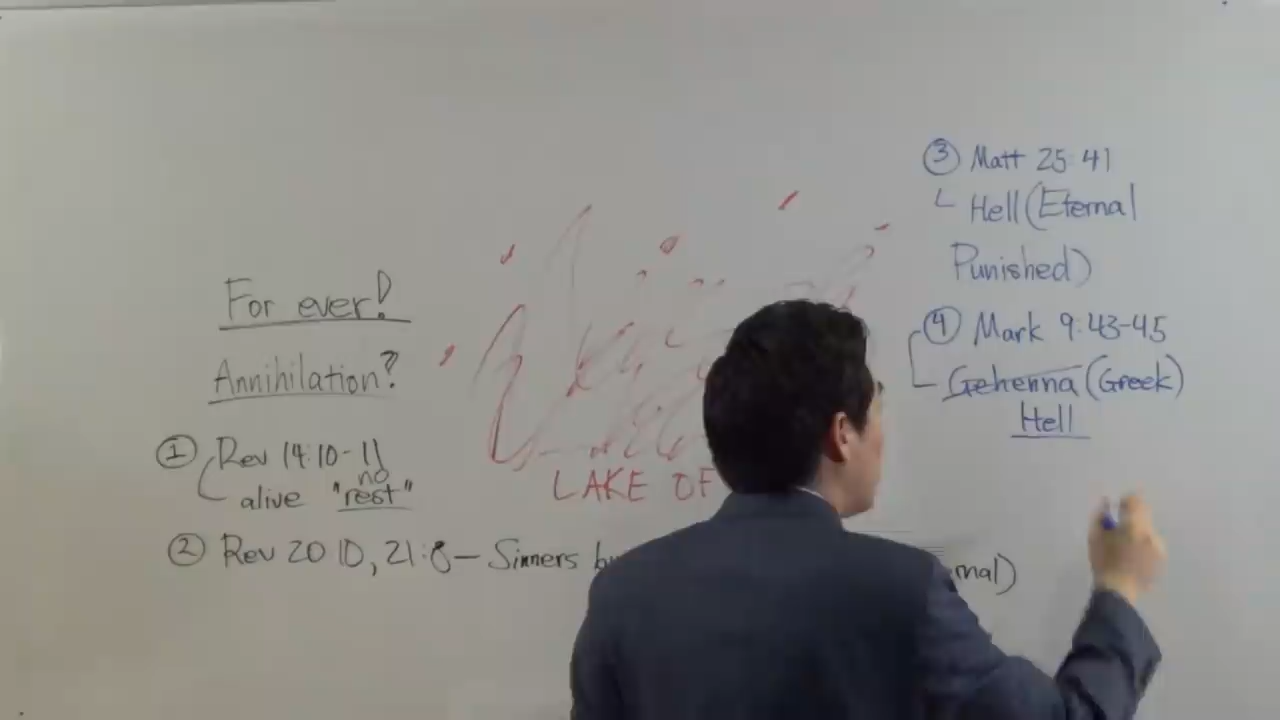 For ever!
Annihilation?
① Rev 14:10-11
no
alive "rest"
② Rev 20 10, 21:8 — Sinners
LAKE OF
③ Matt 25:41
Hell (Eternal
Punished)
④ Mark 9:43-45
Gehenna (Greek)
Hell